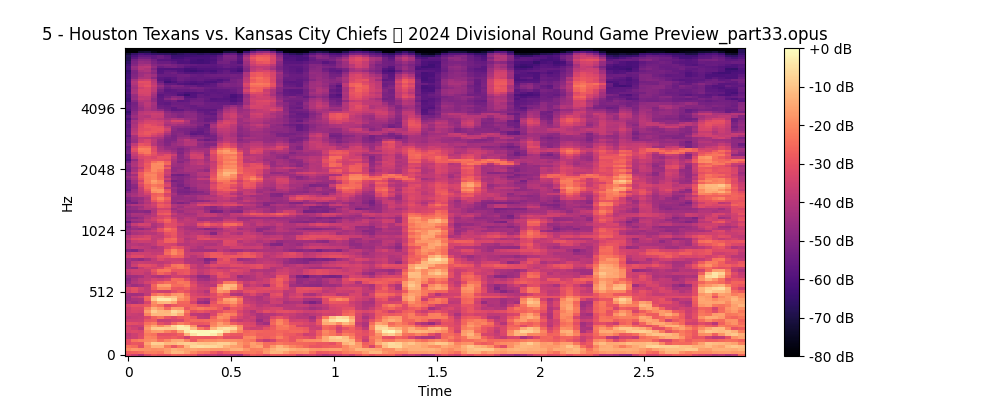 5 - Houston Texans vs. Kansas City Chiefs 〿 2024 Divisional Round Game Preview_part33.opus
+0 dB
-10 dB
-20 dB
-30 dB
-40 dB
-50 dB
-60 dB
-70 dB
-80 dB
Hz
4096
2048
1024
512
0
0 0.5 1 1.5 2 2.5
Time